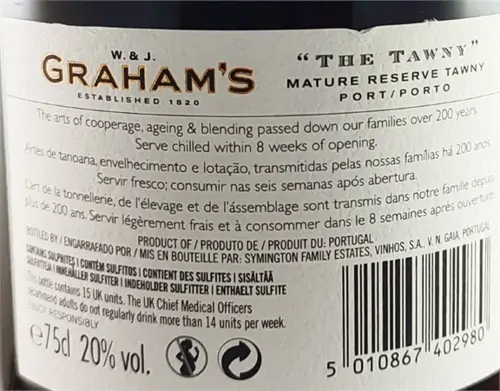 W. & J.
GRAHAM'S
ESTABLISHED 1820
"THE TAWNY"
MATURE RESERVE TAWNY
PORT/PORTO
The arts of cooperage, ageing & blending passed down our families over 200 years.
Serve chilled within 8 weeks of opening.
Artes de tanoaria, envelhecimento e lotação, transmitidas pelas nossas famílias há 200 anos.
Servir fresco; consumir nas seis semanas após abertura.
L'art de la tonnellerie, de l'élevage et de l'assemblage sont transmis dans notre famille depuis
plus de 200 ans. Servir légèrement frais et à consommer dans le 8 semaines après ouverture.
PRODUCT OF / PRODUTO DE / PRODUIT DU: PORTUGAL
BOTTLED BY / ENGARRAFADO POR / MIS EN BOUTEILLE PAR: SYMINGTON FAMILY ESTATES, VINHOS, S.A., V. N. GAIA, PORTUGAL
CONTAINS SULPHITES | CONTÉM SULFITOS | CONTIENT DES SULFITES | SISÄLTÄÄ
SULFIITTEJA | INNEHÅLLER SULFITER | INDEHOLDER SULFITTER | ENTHAELT SULFITE
This bottle contains 15 UK units. The UK Chief Medical Officers
recommend adults do not regularly drink more than 14 units per week.
ENJOY RESPONSIBLY
℮75cl 20% vol.
5 010867 402980